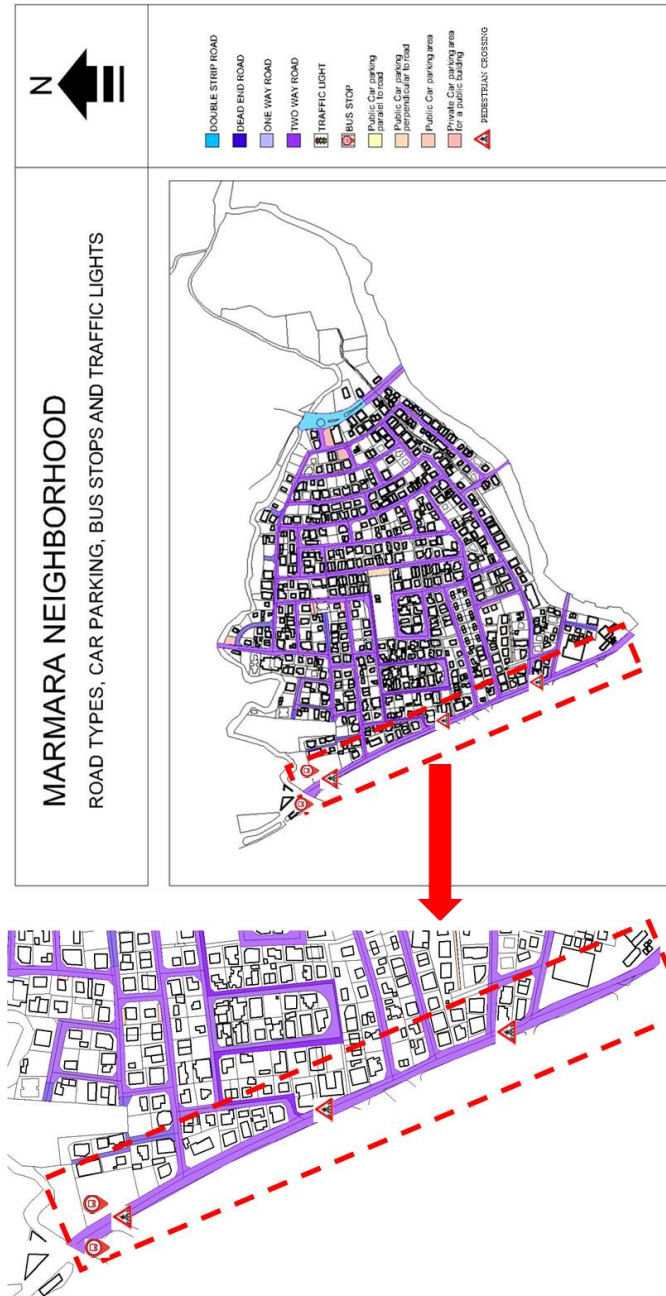 MARMARA NEIGHBORHOOD
ROAD TYPES, CAR PARKING, BUS STOPS AND TRAFFIC LIGHTS
N
DOUBLE STRIP ROAD
DEAD END ROAD
ONE WAY ROAD
TWO WAY ROAD
TRAFFIC LIGHT
BUS STOP
Public Car parking
paralel to road
Public Car parking
perpendicular to road
Public Car parking area
Private Car parking area
for a public building
PEDESTRIAN CROSSING